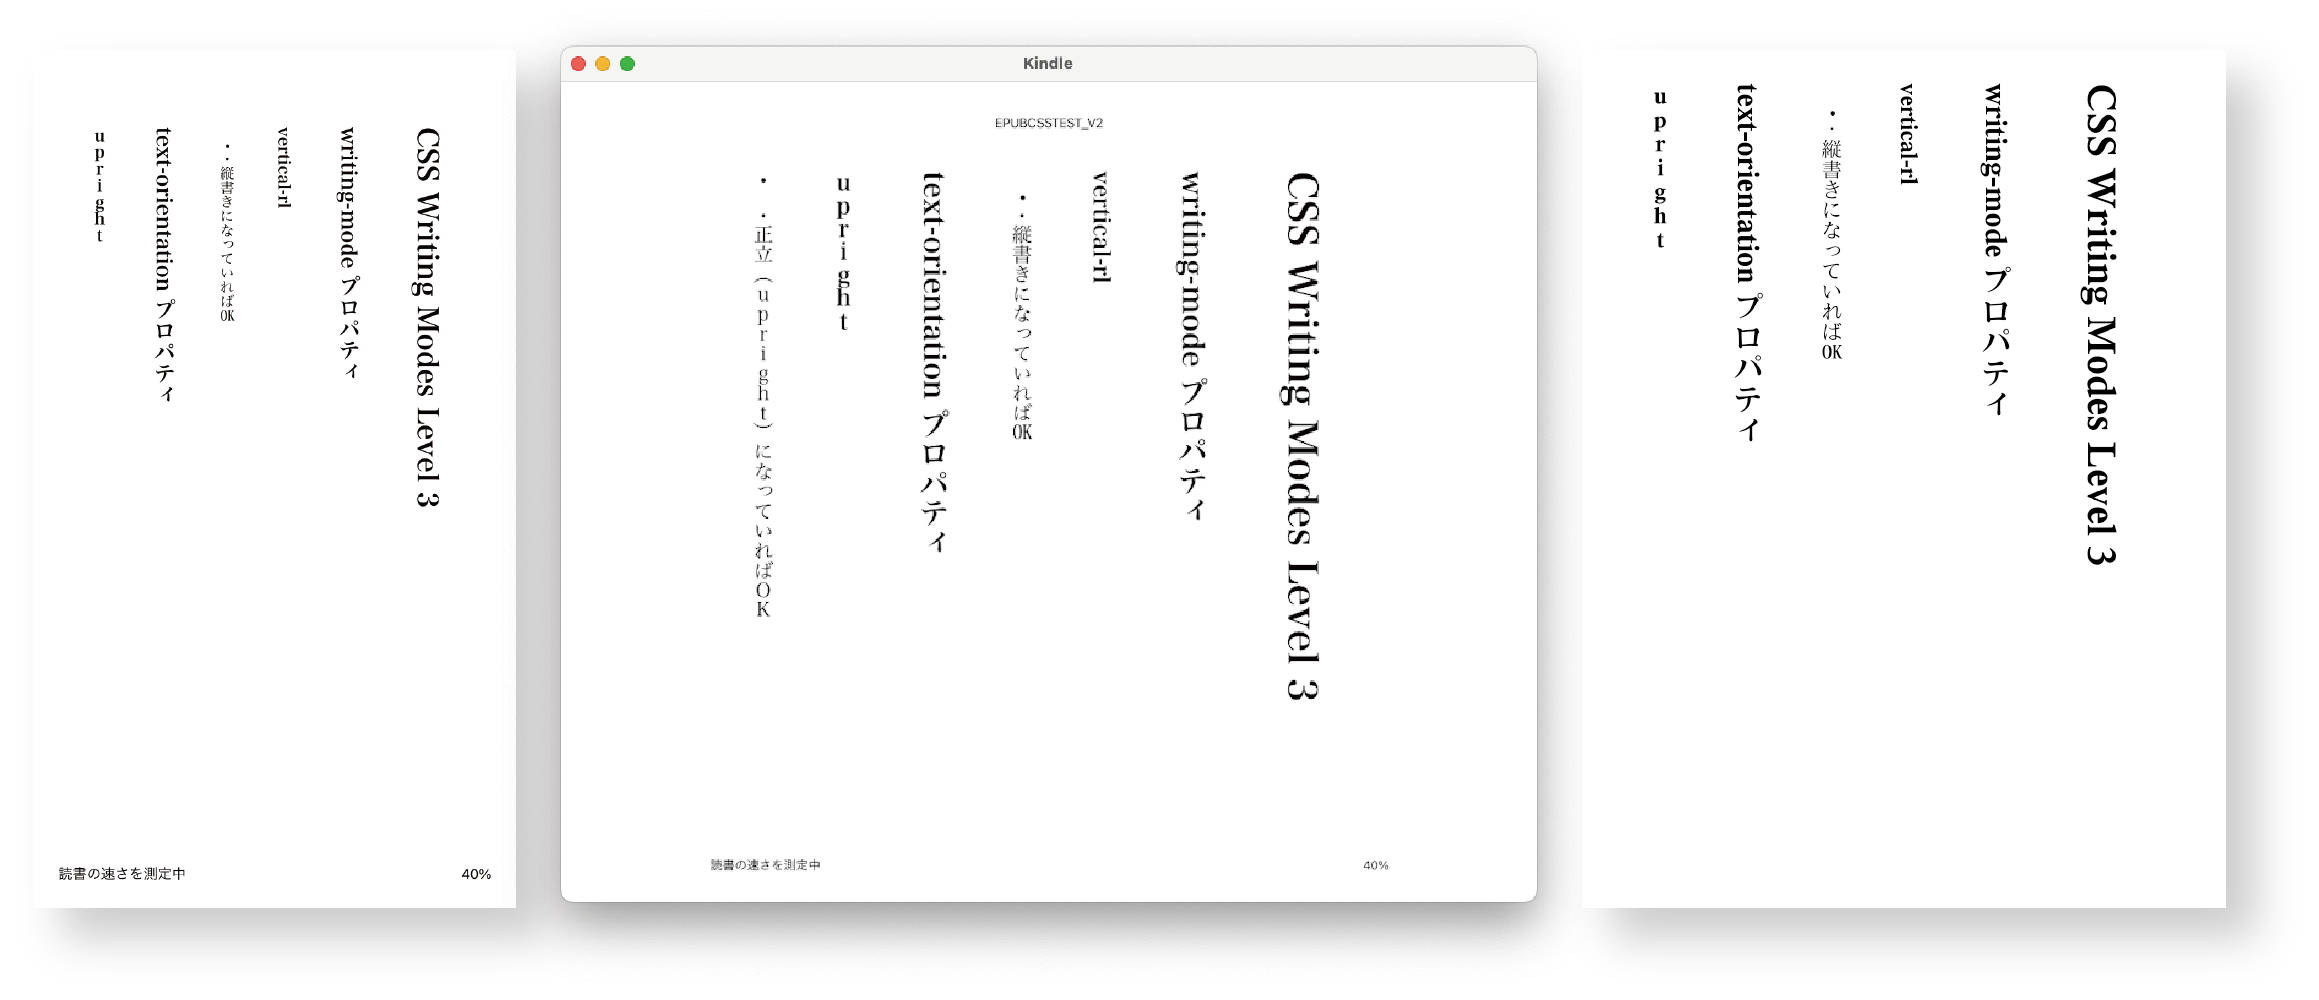 CSS Writing Modes Level 3
writing-mode プロパティ
vertical-rl
・．縦書きになっていればOK
text-orientation プロパティ
upright
読書の速さを測定中
40%
Kindle
EPUBCSSTEST_V2
CSS Writing Modes Level 3
writing-mode プロパティ
vertical-rl
・．縦書きになっていればOK
text-orientation プロパティ
upright
・．正立（upright）になっていればOK
読書の速さを測定中
40%
CSS Writing Modes Level 3
writing-mode プロパティ
vertical-rl
・．縦書きになっていればOK
text-orientation プロパティ
upright